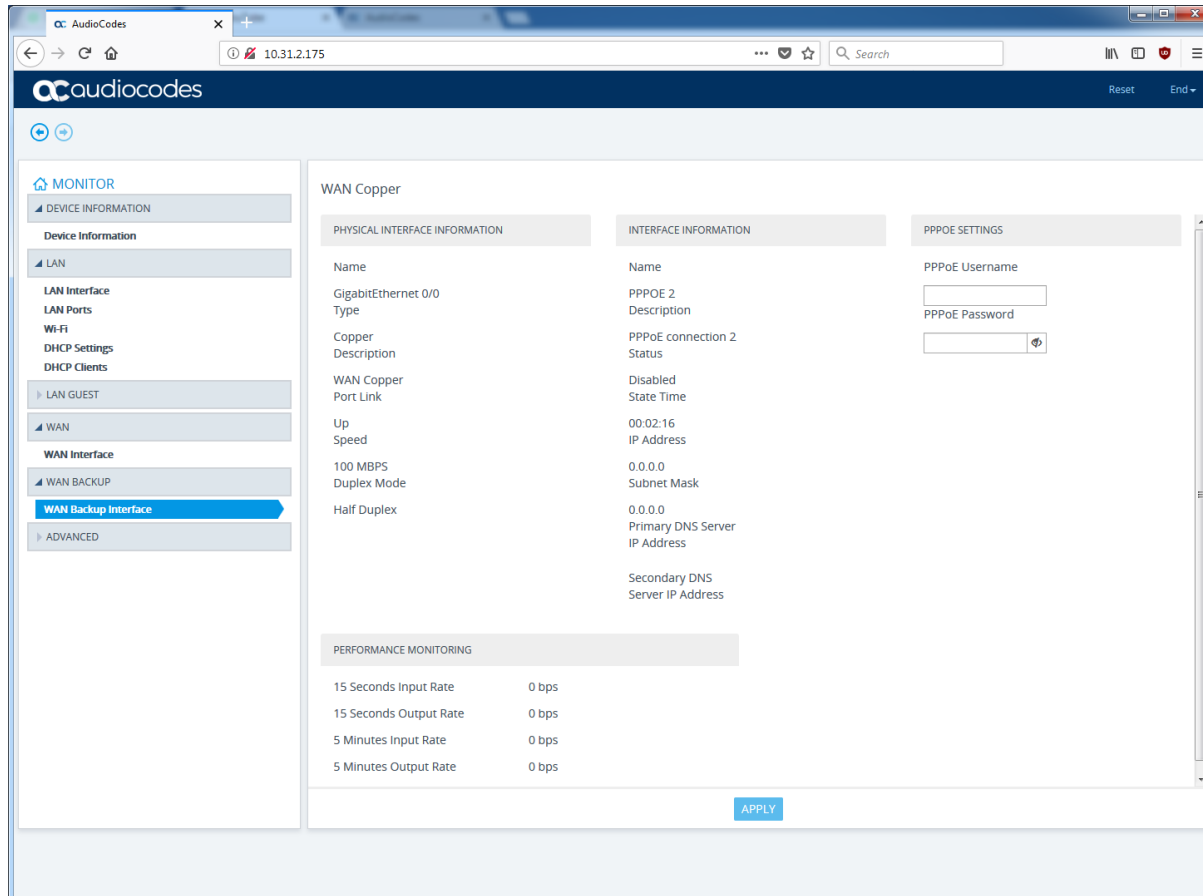 AudioCodes
10.31.2.175
Search
audiocodes
Reset
End
MONITOR
DEVICE INFORMATION
Device Information
LAN
LAN Interface
LAN Ports
Wi-Fi
DHCP Settings
DHCP Clients
LAN GUEST
WAN
WAN Interface
WAN BACKUP
WAN Backup Interface
ADVANCED
WAN Copper
PHYSICAL INTERFACE INFORMATION
Name
GigabitEthernet 0/0
Type
Copper
Description
WAN Copper
Port Link
Up
Speed
100 MBPS
Duplex Mode
Half Duplex
INTERFACE INFORMATION
Name
PPPOE 2
Description
PPPoE connection 2
Status
Disabled
State Time
00:02:16
IP Address
0.0.0.0
Subnet Mask
0.0.0.0
Primary DNS Server
IP Address
Secondary DNS
Server IP Address
PPPOE SETTINGS
PPPoE Username
PPPoE Password
PERFORMANCE MONITORING
15 Seconds Input Rate 0 bps
15 Seconds Output Rate 0 bps
5 Minutes Input Rate 0 bps
5 Minutes Output Rate 0 bps
APPLY